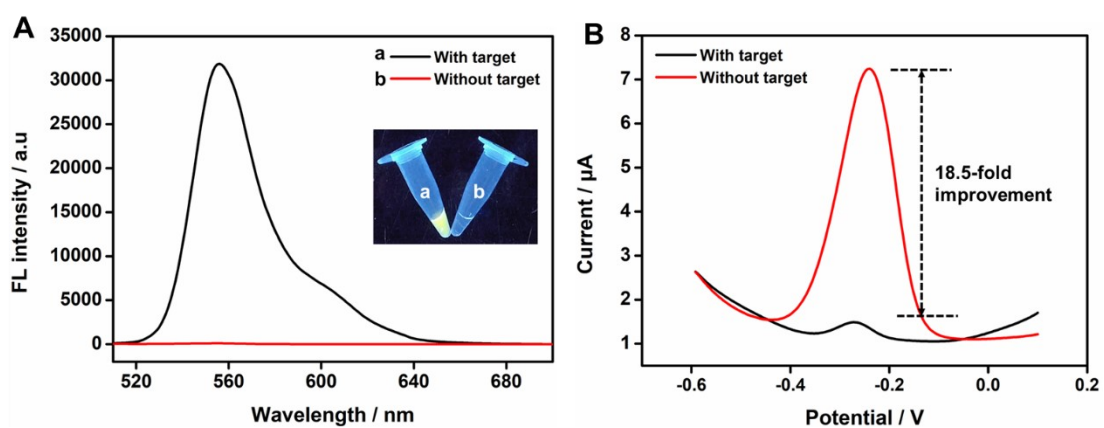 A
FL intensity / a.u
35000
30000
25000
20000
15000
10000
5000
0
520
560
600
640
680
Wavelength / nm
a With target
b Without target
a
b
B
Current / µA
8
7
6
5
4
3
2
1
-0.6
-0.4
-0.2
0.0
0.2
Potential / V
With target
Without target
18.5-fold
improvement